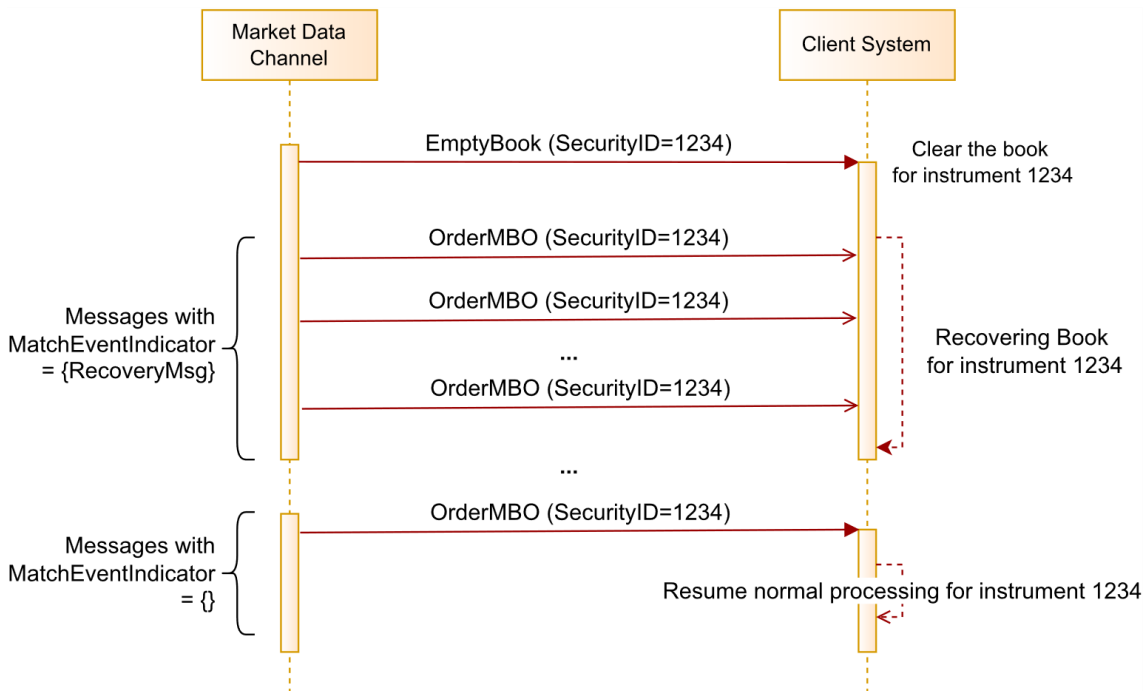 Market Data
Channel
Client System
EmptyBook (SecurityID=1234)
Clear the book
for instrument 1234
OrderMBO (SecurityID=1234)
OrderMBO (SecurityID=1234)
...
OrderMBO (SecurityID=1234)
Messages with
MatchEventIndicator
= {RecoveryMsg}
Recovering Book
for instrument 1234
...
OrderMBO (SecurityID=1234)
Messages with
MatchEventIndicator
= {}
Resume normal processing for instrument 1234